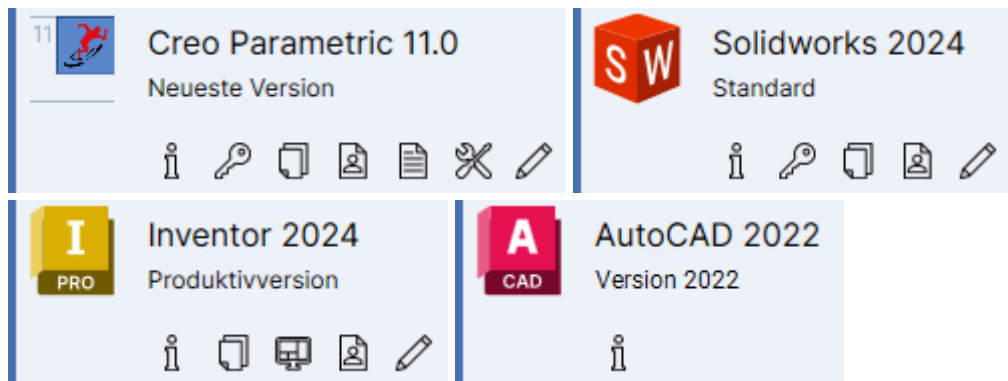 11
Creo Parametric 11.0
Neueste Version
SW
Solidworks 2024
Standard
I
PRO
Inventor 2024
Produktivversion
A
CAD
AutoCAD 2022
Version 2022